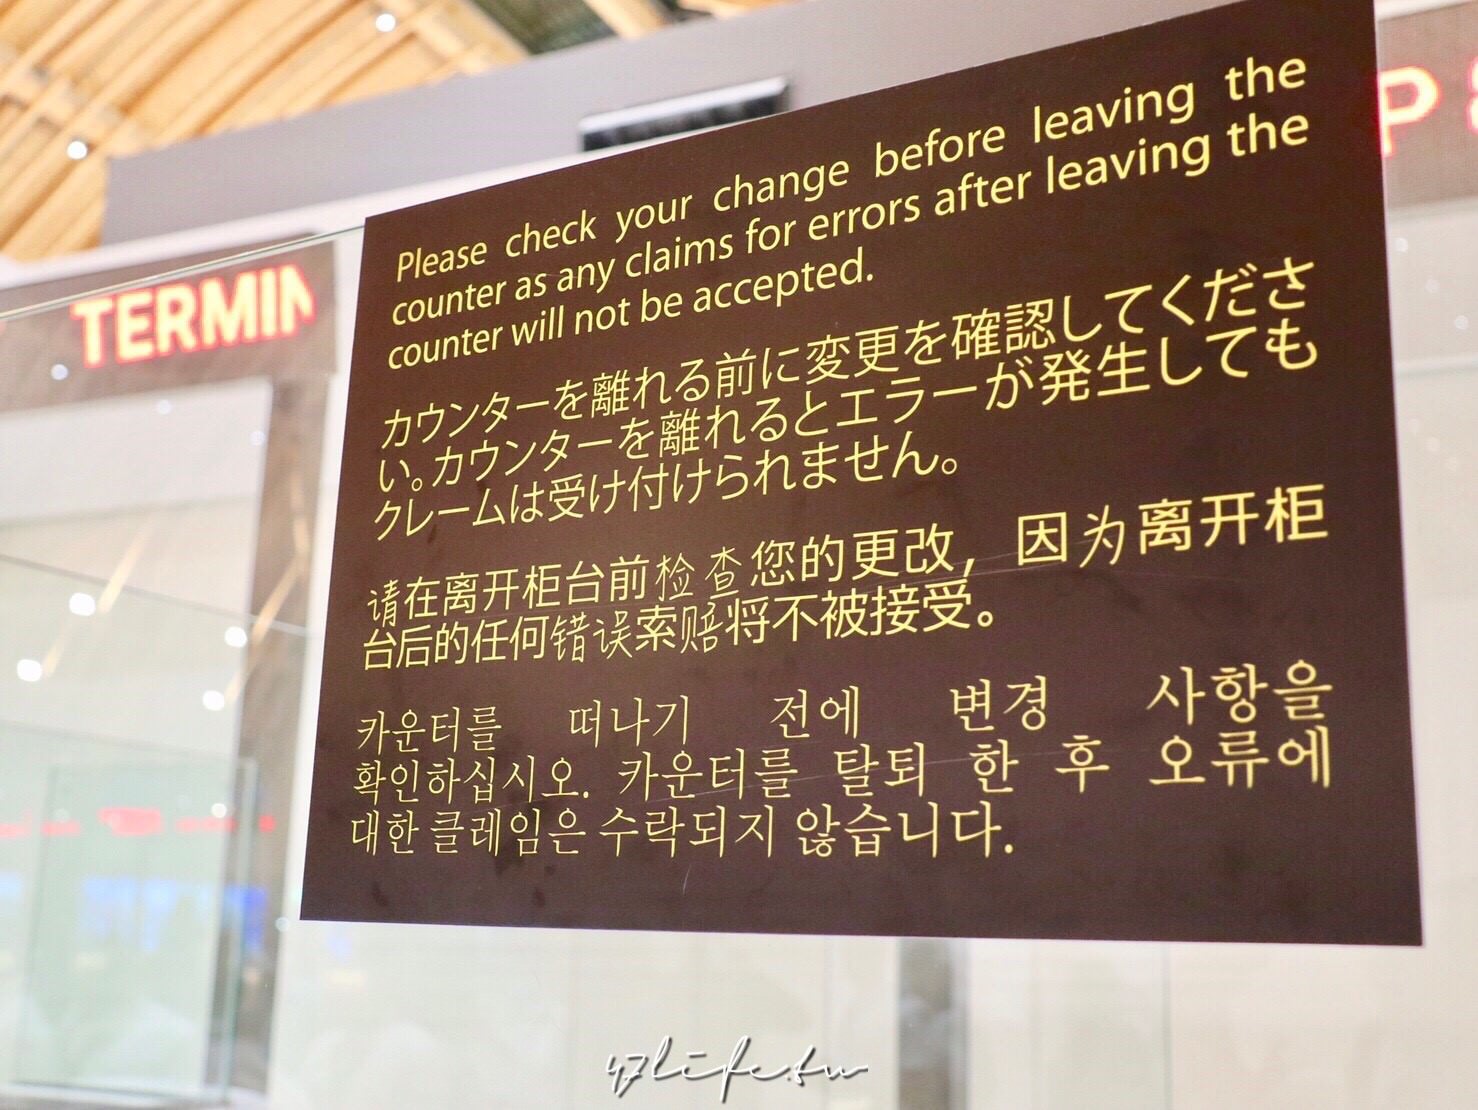 Please check your change before leaving the
counter as any claims for errors after leaving the
counter will not be accepted.
カウンターを離れる前に変更を確認してくださ
い。カウンターを離れるとエラーが発生しても
クレームは受け付けられません。
请在离开柜台前检查您的更改，因为离开柜
台后的任何错误索赔将不被接受。
카운터를 떠나기 전에 변경 사항을
확인하십시오. 카운터를 탈퇴 한 후 오류에
대한 클레임은 수락되지 않습니다.
TERMIN
P
47life.tw